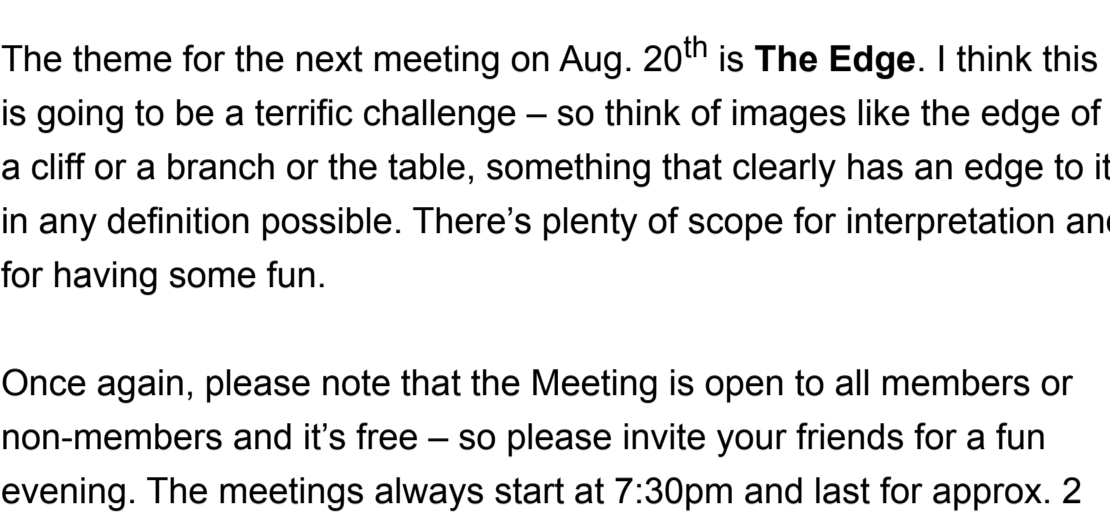 The theme for the next meeting on Aug. 20th is The Edge. I think this
is going to be a terrific challenge – so think of images like the edge of
a cliff or a branch or the table, something that clearly has an edge to it
in any definition possible. There’s plenty of scope for interpretation and
for having some fun.
Once again, please note that the Meeting is open to all members or
non-members and it’s free – so please invite your friends for a fun
evening. The meetings always start at 7:30pm and last for approx. 2